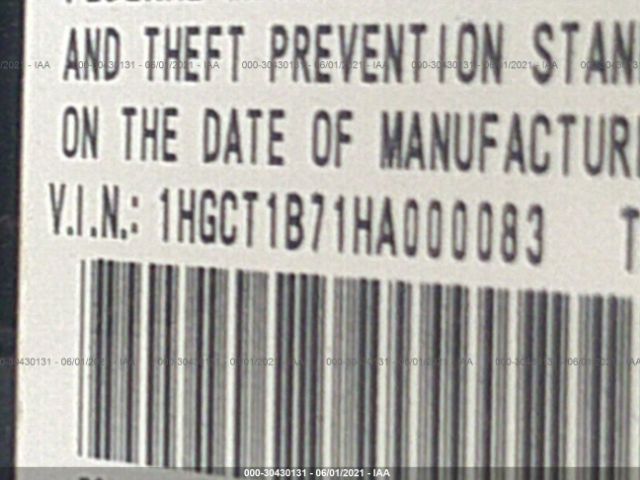 AND THEFT PREVENTION STAN
ON THE DATE OF MANUFACTUR
V.I.N.: 1HGCT1B71HA000083 T
000-30430131 - 06/01/2021 - IAA